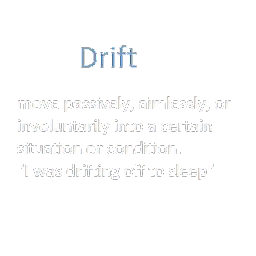 Drift
move passively, aimlessly, or
involuntarily into a certain
situation or condition.
"I was drifting off to sleep"